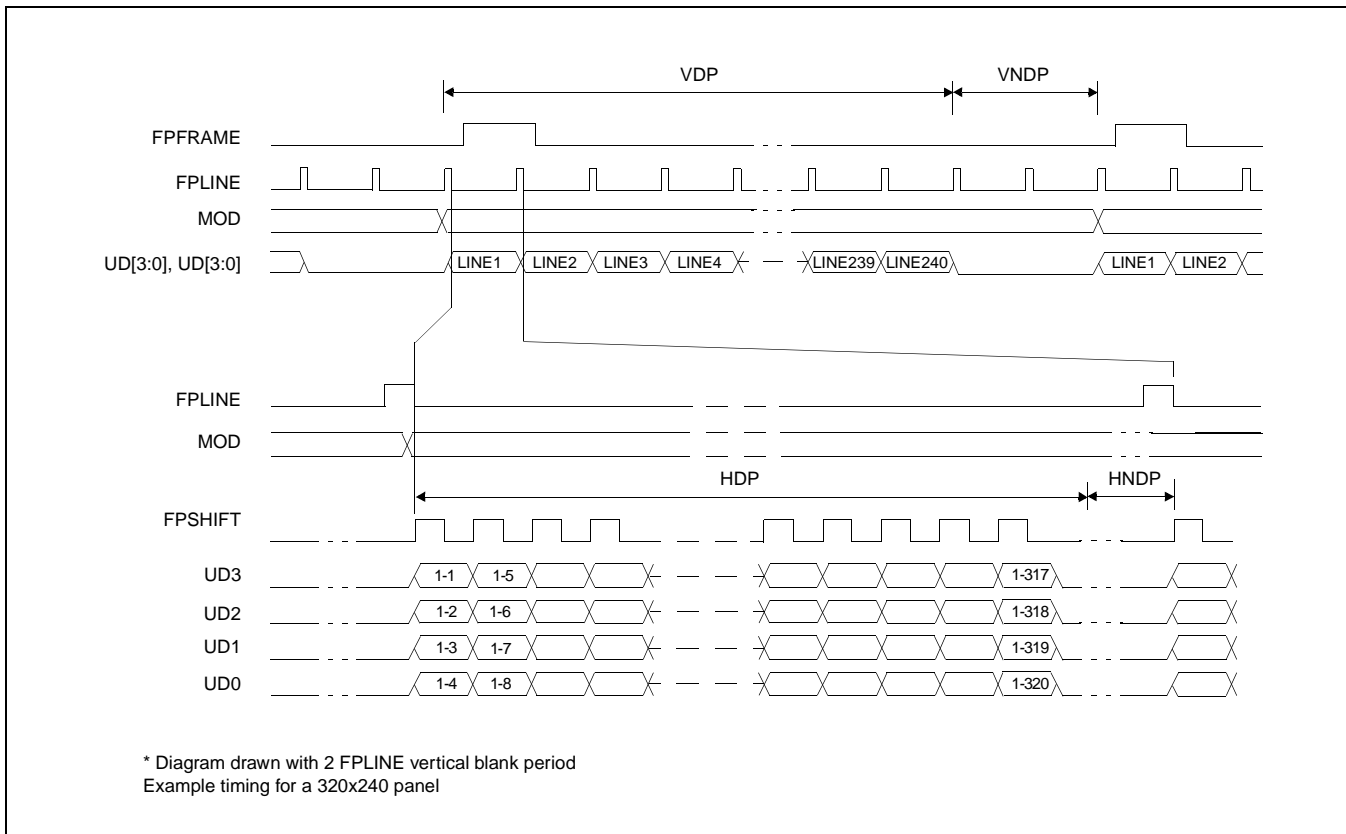 VDP VNDP
FPFRAME
FPLINE
MOD
UD[3:0], UD[3:0] LINE1 LINE2 LINE3 LINE4 LINE239 LINE240 LINE1 LINE2
FPLINE
MOD
HDP HNDP
FPSHIFT
UD3 1-1 1-5 1-317
UD2 1-2 1-6 1-318
UD1 1-3 1-7 1-319
UD0 1-4 1-8 1-320
* Diagram drawn with 2 FPLINE vertical blank period
Example timing for a 320x240 panel